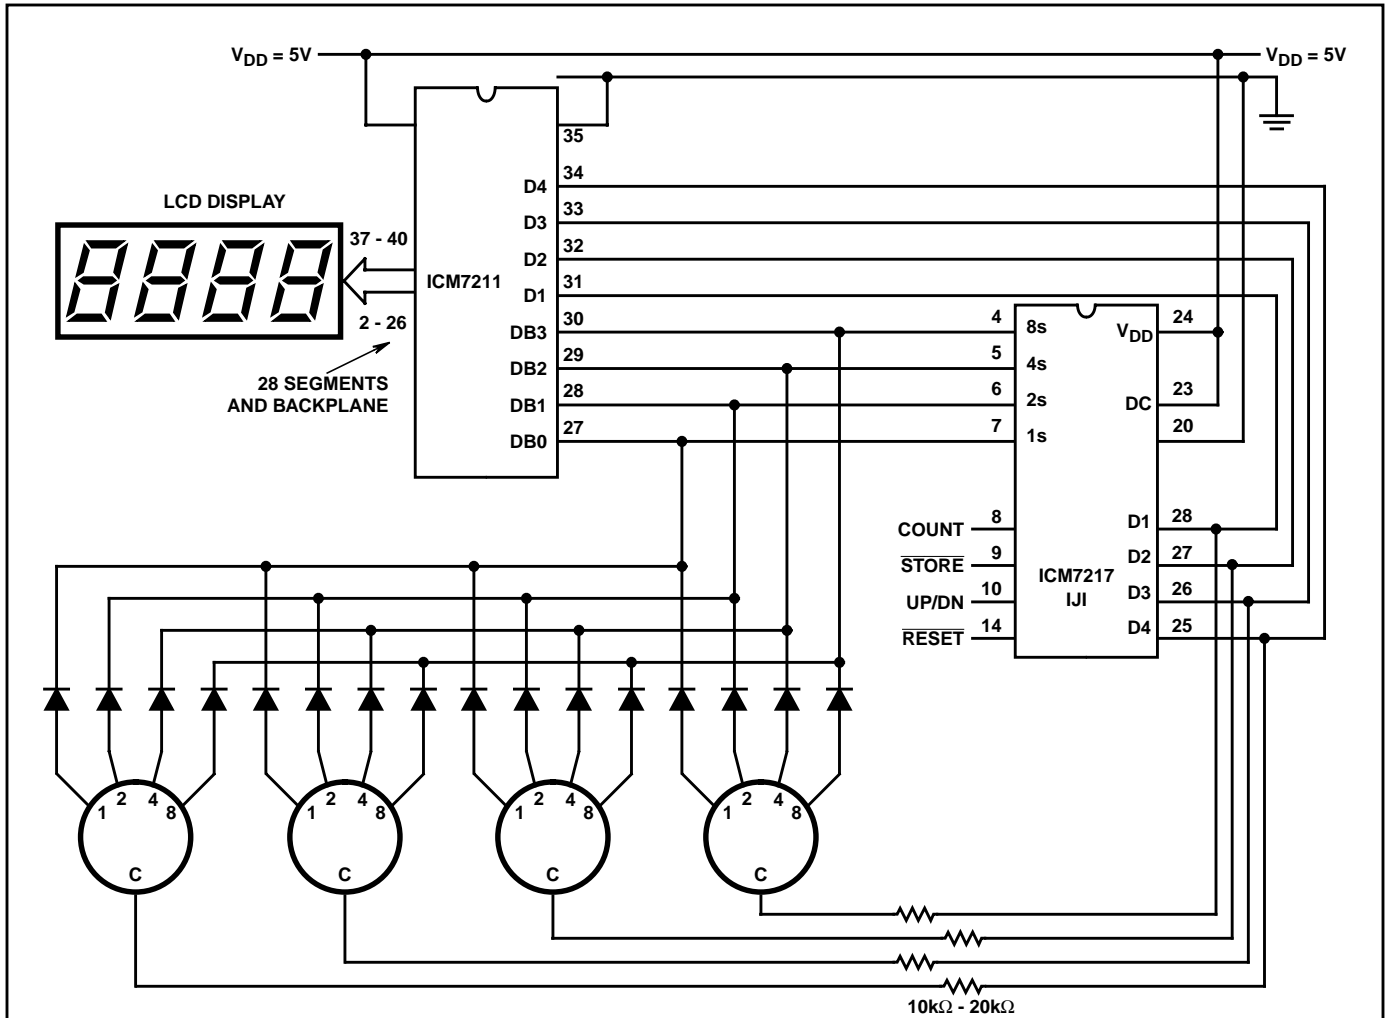 V_DD = 5V
V_DD = 5V
LCD DISPLAY
37 - 40
2 - 26
28 SEGMENTS
AND BACKPLANE
ICM7211
35
D4 34
D3 33
D2 32
D1 31
DB3 30
DB2 29
DB1 28
DB0 27
4 8s
5 4s
6 2s
7 1s
COUNT 8
STORE 9
UP/DN 10
RESET 14
ICM7217
IJI
V_DD 24
DC 23
20
D1 28
D2 27
D3 26
D4 25
1 2 4 8
C
1 2 4 8
C
1 2 4 8
C
1 2 4 8
C
10kΩ - 20kΩ